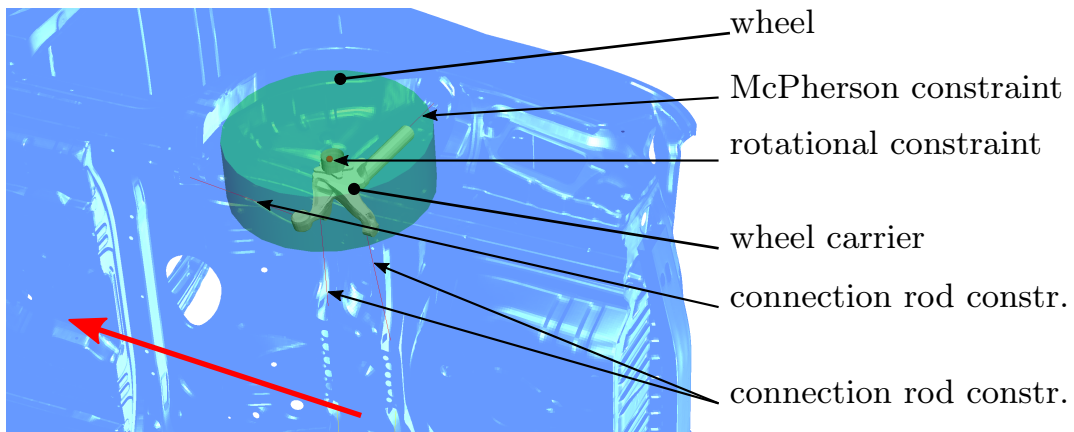 wheel
McPherson constraint
rotational constraint
wheel carrier
connection rod constr.
connection rod constr.